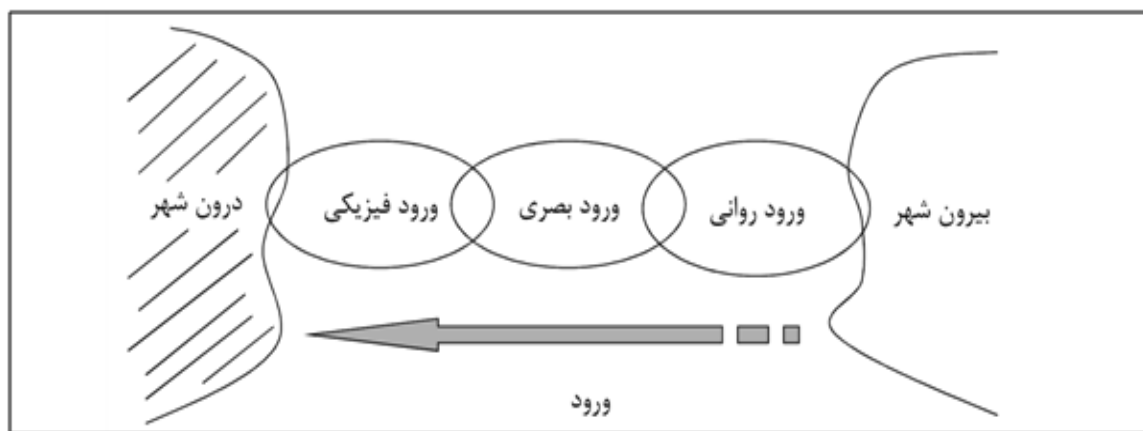 بیرون شهر
ورود روانی
ورود بصری
ورود فیزیکی
درون شهر
ورود